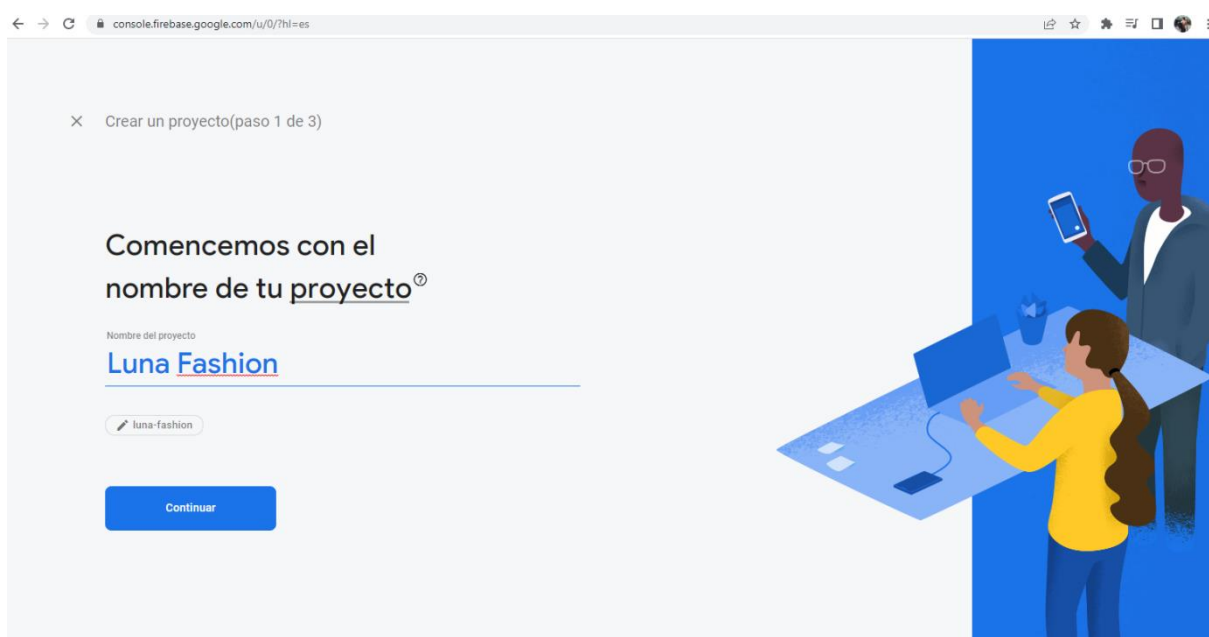 console.firebase.google.com/u/0/?hl=es
Crear un proyecto(paso 1 de 3)
Comencemos con el
nombre de tu proyecto
Nombre del proyecto
Luna Fashion
luna-fashion
Continuar